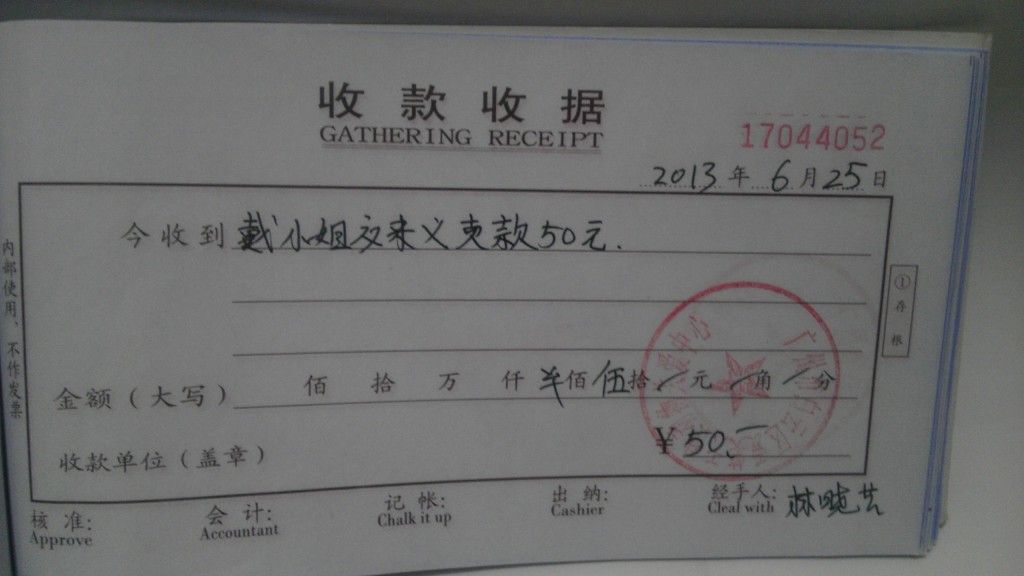 收款收据
GATHERING RECEIPT
17044052
2013年6月25日
今收到 戴小姐交来义卖款50元.
金额(大写) 佰 拾 万 仟 佰 伍拾 元 角 分
¥50.
收款单位(盖章)
核准: 会计: 记帐: 出纳: 经手人:
Approve Accountant Chalk it up Cashier Cleal with
内部使用、不作发票
①存根